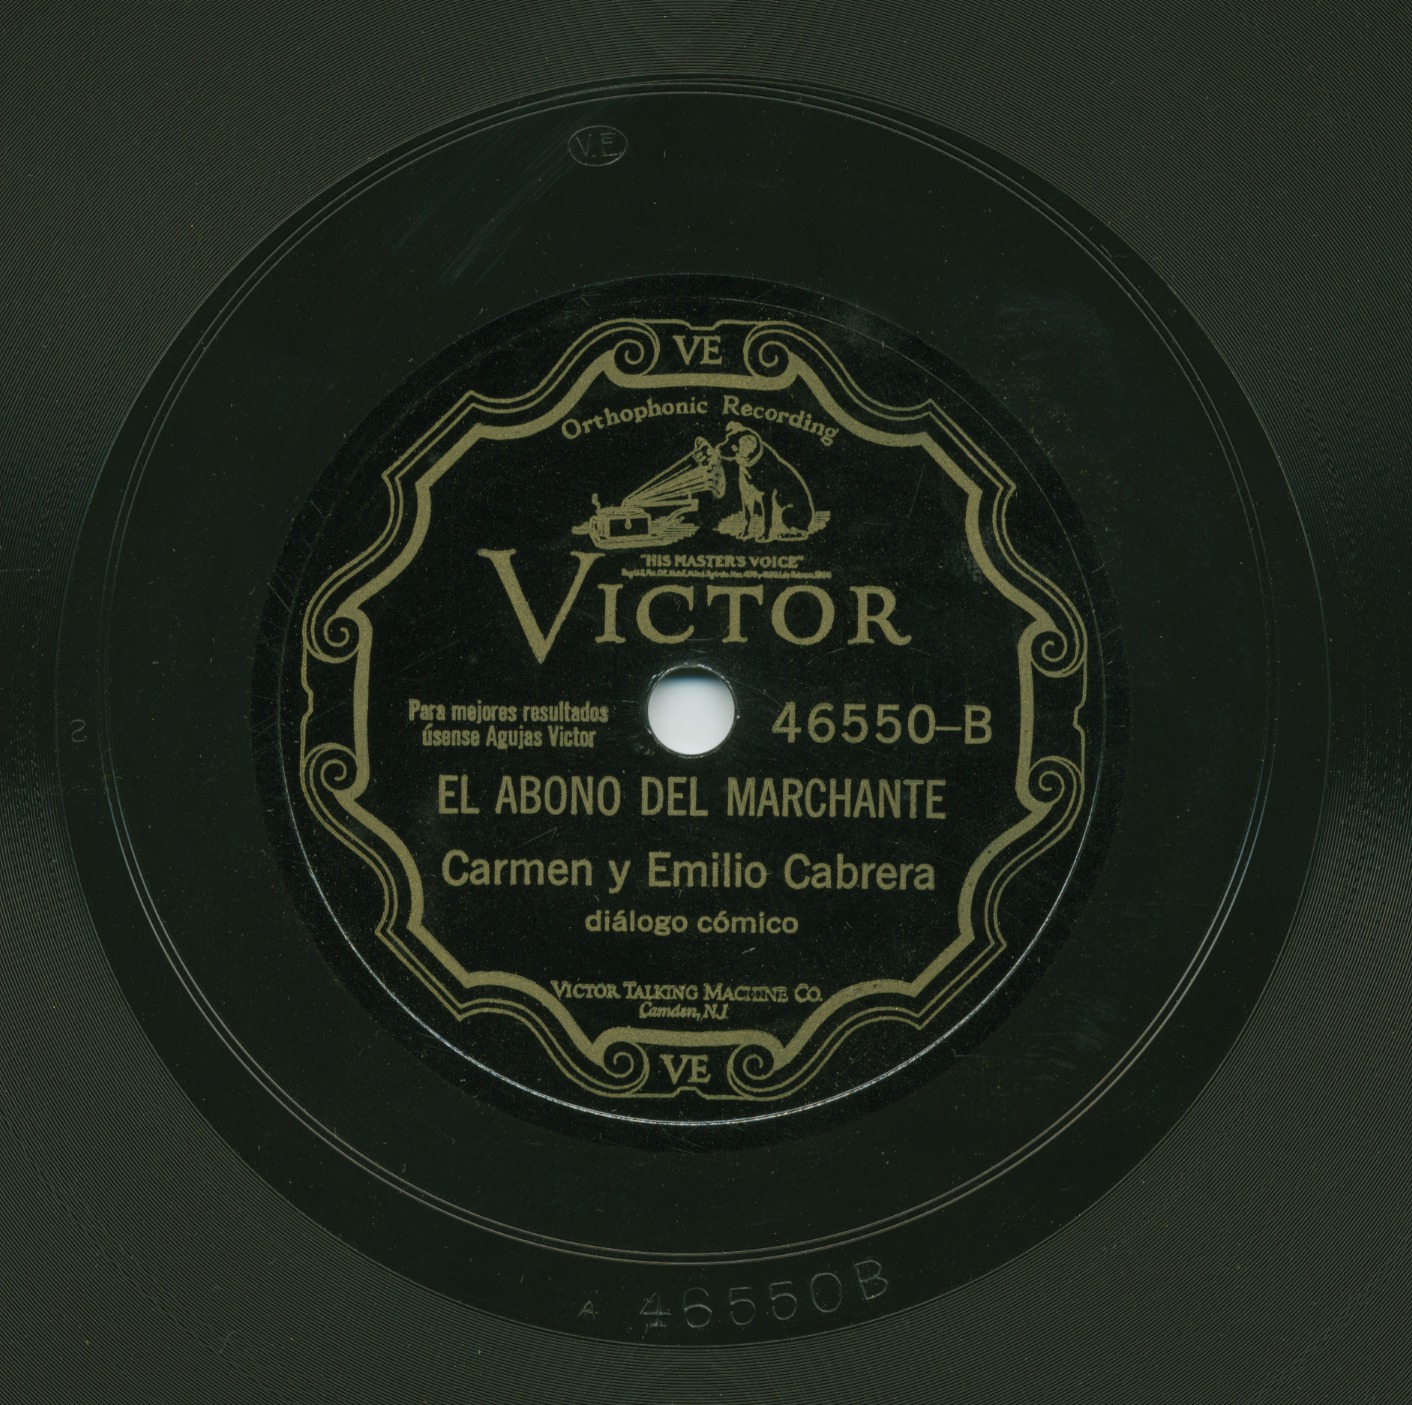 V.E.
VE
Orthophonic Recording
"HIS MASTER'S VOICE"
VICTOR
Para mejores resultados
úsense Agujas Victor
46550-B
EL ABONO DEL MARCHANTE
Carmen y Emilio Cabrera
diálogo cómico
VICTOR TALKING MACHINE CO.
Camden, N.J.
VE
2
A 46550B